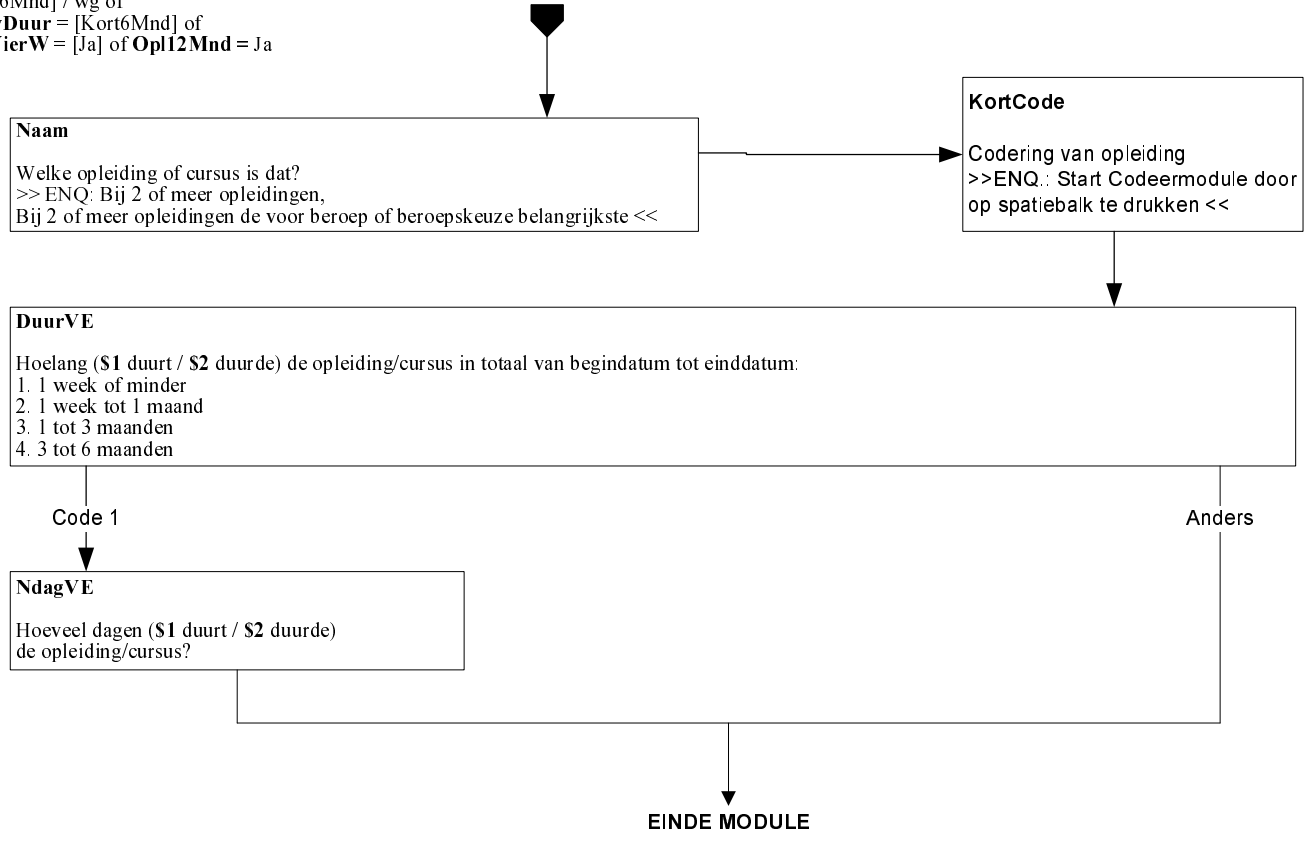 6Mnd] / wg of
Duur = [Kort6Mnd] of
ierW = [Ja] of Opl12Mnd = Ja
Naam
Welke opleiding of cursus is dat?
>> ENQ: Bij 2 of meer opleidingen,
Bij 2 of meer opleidingen de voor beroep of beroepskeuze belangrijkste <<
KortCode
Codering van opleiding
>>ENQ.: Start Codeermodule door
op spatiebalk te drukken <<
DuurVE
Hoelang ($1 duurt / $2 duurde) de opleiding/cursus in totaal van begindatum tot einddatum:
1. 1 week of minder
2. 1 week tot 1 maand
3. 1 tot 3 maanden
4. 3 tot 6 maanden
Code 1
Anders
NdagVE
Hoeveel dagen ($1 duurt / $2 duurde)
de opleiding/cursus?
EINDE MODULE